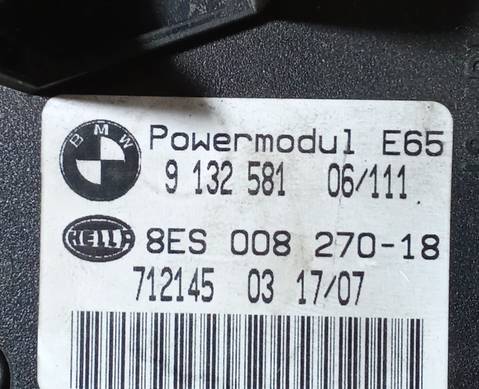 BMW
Powermodul E65
9 132 581 06/111
HELLA
8ES 008 270-18
712145 03 17/07